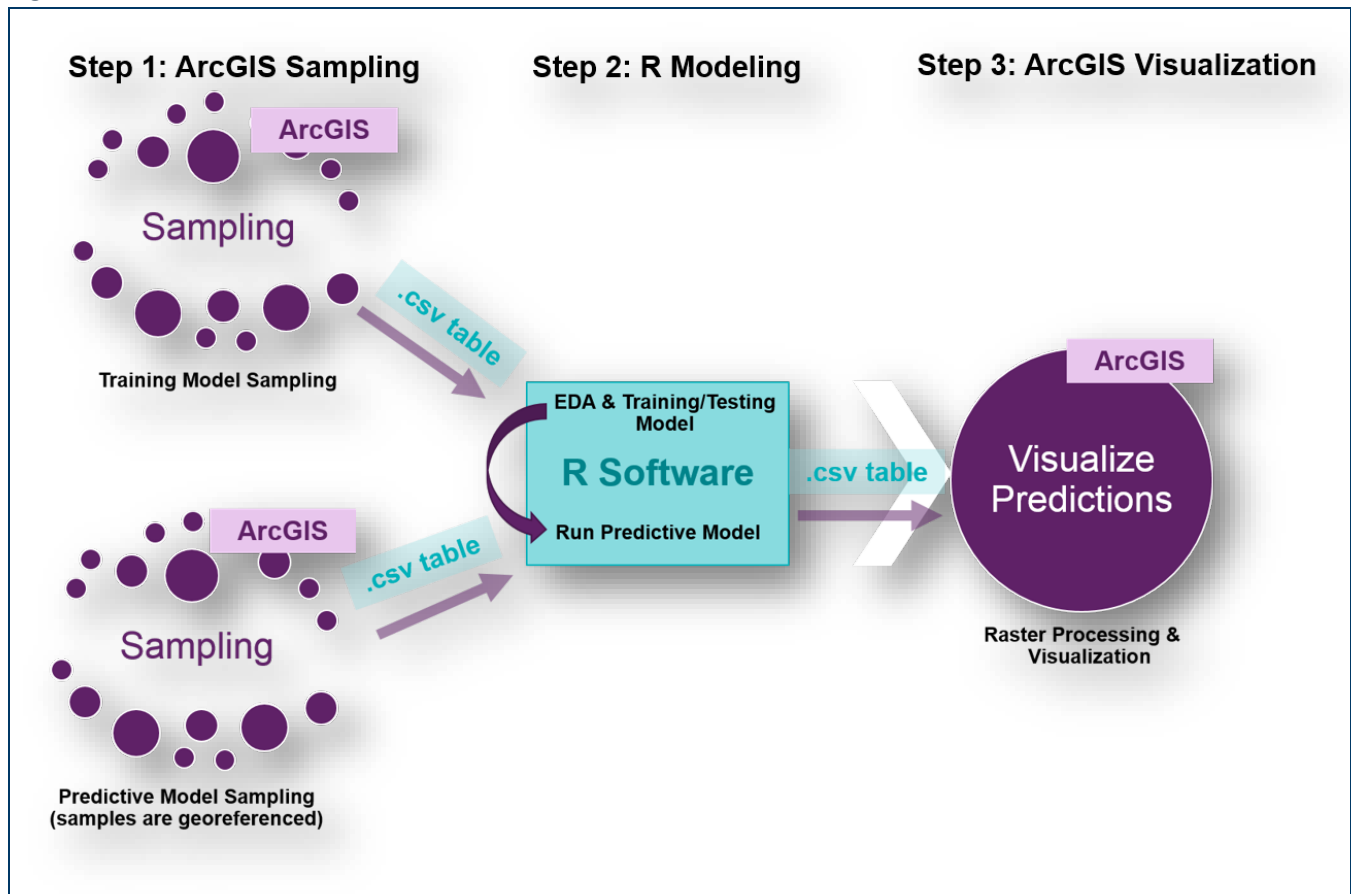 Step 1: ArcGIS Sampling
Step 2: R Modeling
Step 3: ArcGIS Visualization
ArcGIS
Sampling
.csv table
Training Model Sampling
ArcGIS
Sampling
.csv table
Predictive Model Sampling
(samples are georeferenced)
EDA & Training/Testing
Model
R Software
Run Predictive Model
.csv table
ArcGIS
Visualize
Predictions
Raster Processing &
Visualization